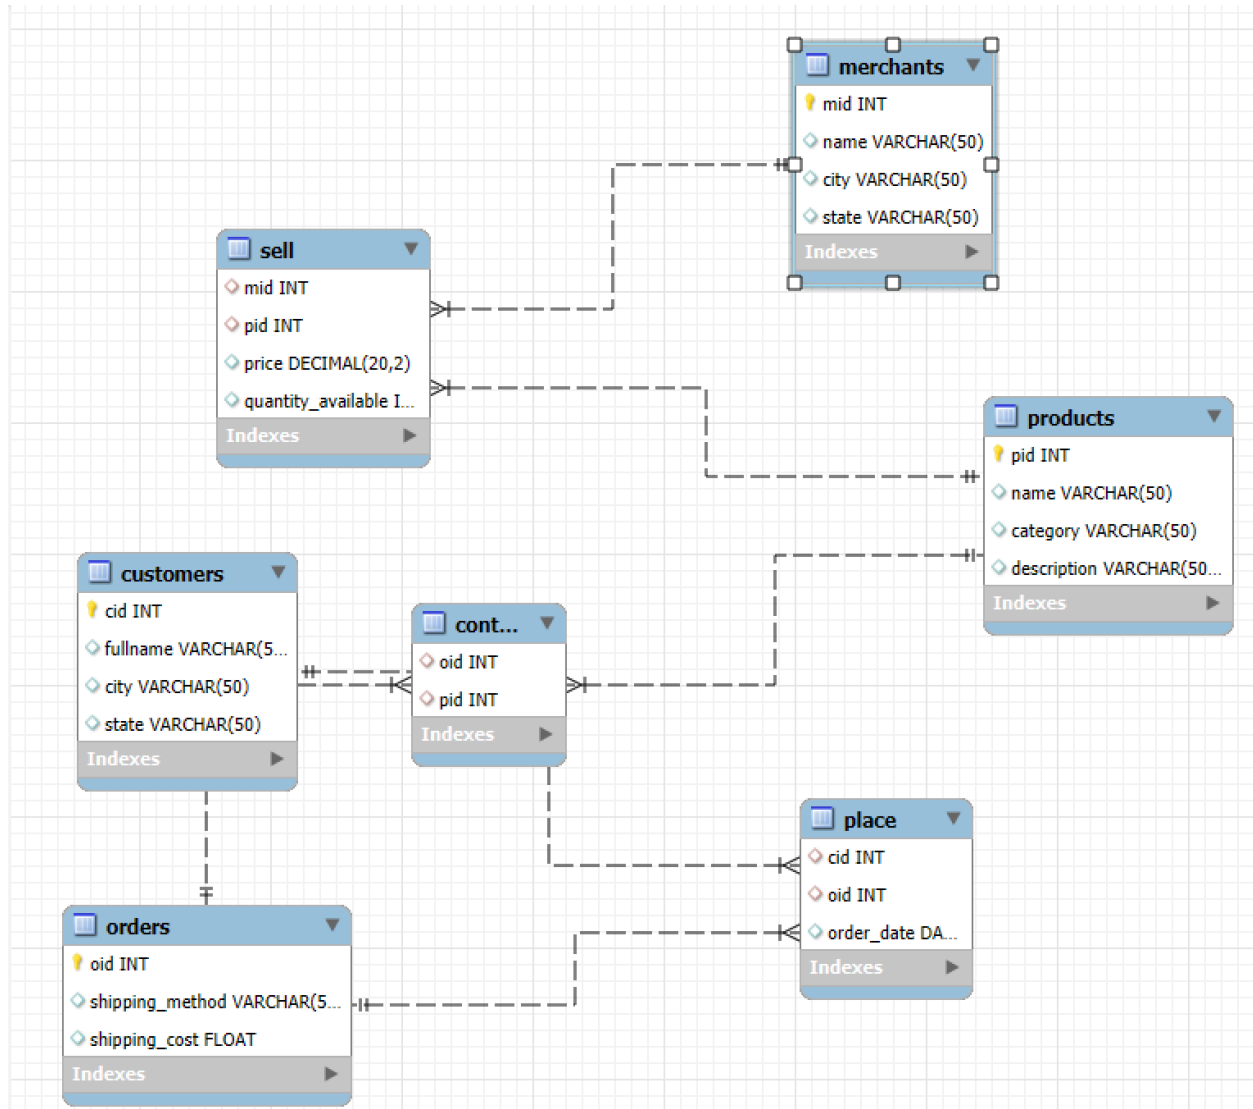 merchants
mid INT
name VARCHAR(50)
city VARCHAR(50)
state VARCHAR(50)
Indexes
sell
mid INT
pid INT
price DECIMAL(20,2)
quantity_available I...
Indexes
products
pid INT
name VARCHAR(50)
category VARCHAR(50)
description VARCHAR(50...
Indexes
customers
cid INT
fullname VARCHAR(5...
city VARCHAR(50)
state VARCHAR(50)
Indexes
cont...
oid INT
pid INT
Indexes
place
cid INT
oid INT
order_date DA...
Indexes
orders
oid INT
shipping_method VARCHAR(5...
shipping_cost FLOAT
Indexes